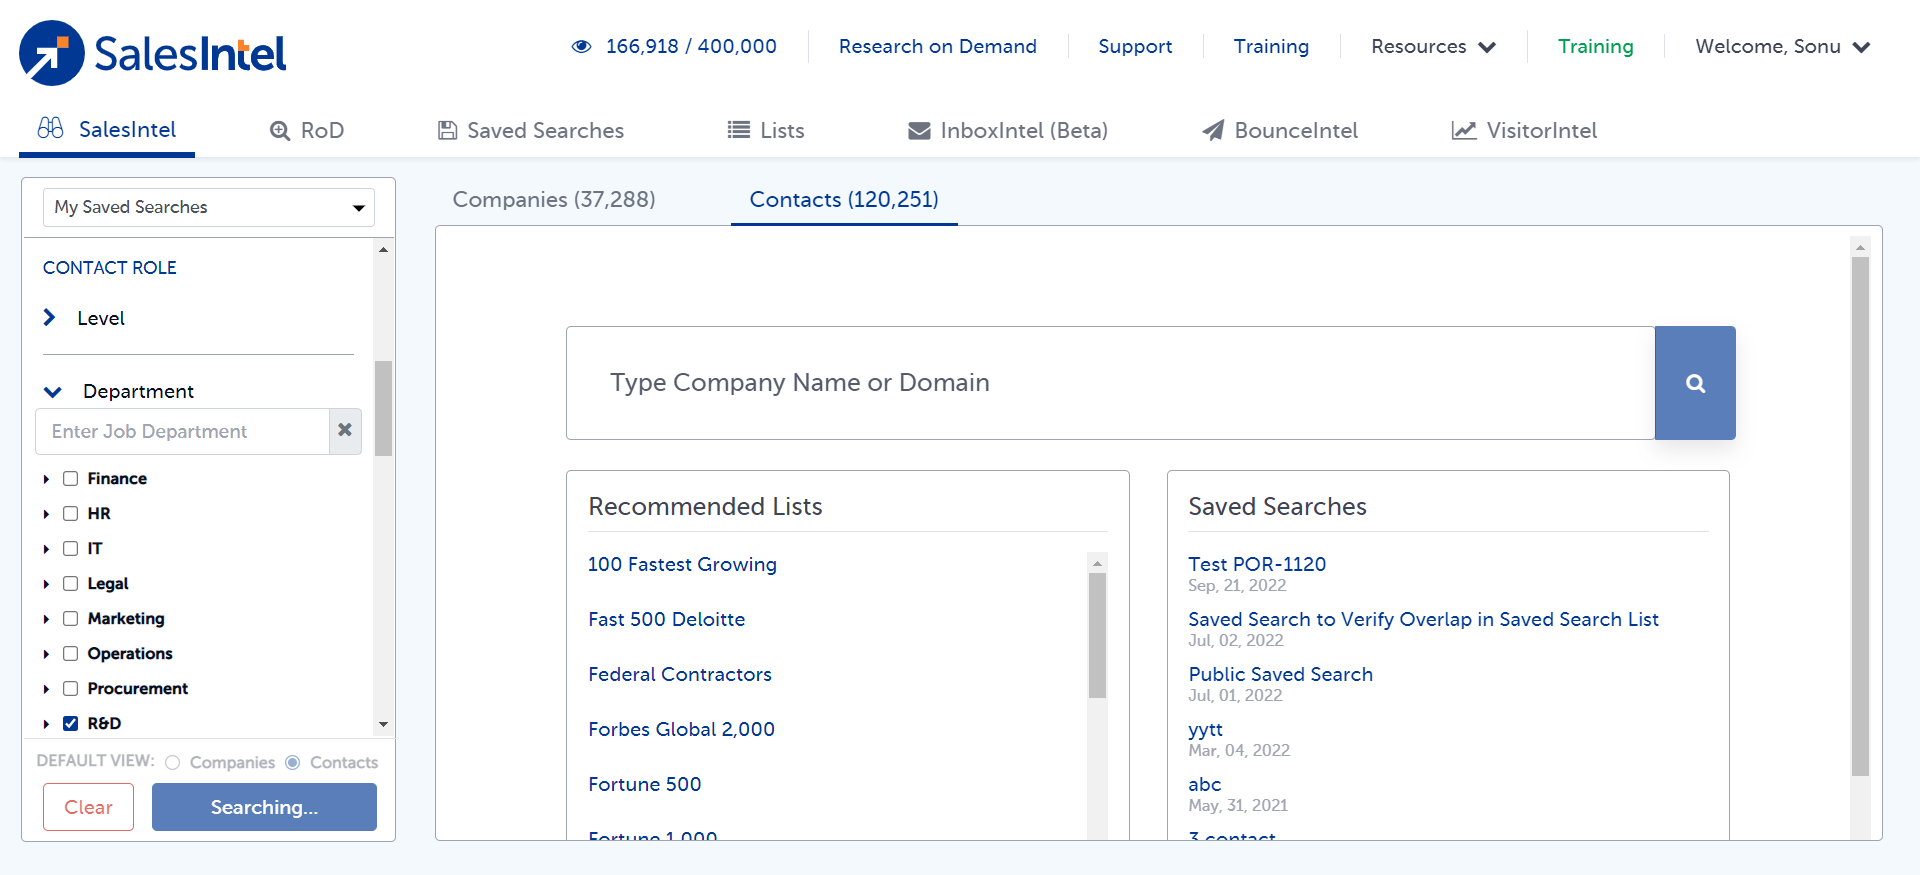 SalesIntel
166,918 / 400,000
Research on Demand
Support
Training
Resources
Training
Welcome, Sonu
SalesIntel
RoD
Saved Searches
Lists
InboxIntel (Beta)
BounceIntel
VisitorIntel
My Saved Searches
CONTACT ROLE
Level
Department
Enter Job Department
Finance
HR
IT
Legal
Marketing
Operations
Procurement
R&D
DEFAULT VIEW: Companies Contacts
Clear
Searching...
Companies (37,288)
Contacts (120,251)
Type Company Name or Domain
Recommended Lists
100 Fastest Growing
Fast 500 Deloitte
Federal Contractors
Forbes Global 2,000
Fortune 500
Fortune 1,000
Saved Searches
Test POR-1120
Sep, 21, 2022
Saved Search to Verify Overlap in Saved Search List
Jul, 02, 2022
Public Saved Search
Jul, 01, 2022
yytt
Mar, 04, 2022
abc
May, 31, 2021
3 contact